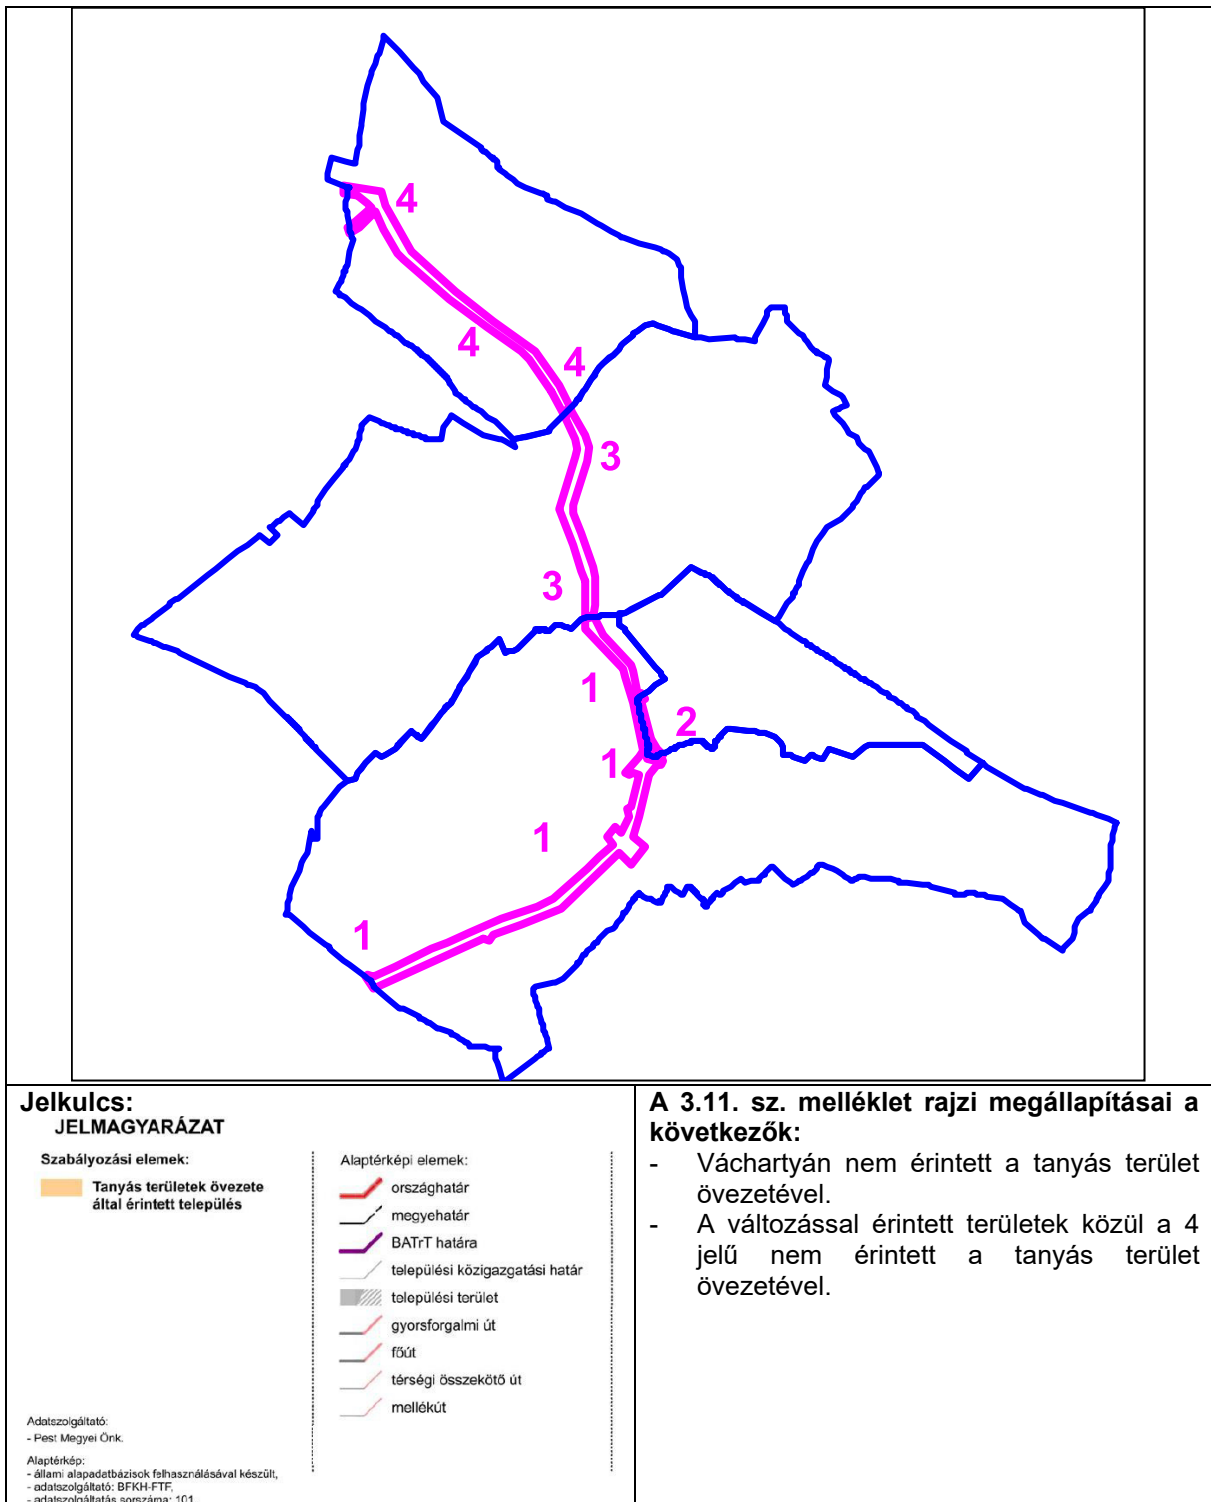 4
4
4
3
3
1
2
1
1
1
Jelkulcs:
JELMAGYARÁZAT
Szabályozási elemek:
Tanyás területek övezete
által érintett település
Alaptérképi elemek:
országhatár
megyehatár
BATrT határa
települési közigazgatási határ
települési terület
gyorsforgalmi út
főút
térségi összekötő út
mellékút
Adatszolgáltató:
- Pest Megyei Önk.
Alaptérkép:
- állami alapadatbázisok felhasználásával készült,
- adatszolgáltató: BFKH-FTF,
- adatszolgáltatás sorszáma: 101.
A 3.11. sz. melléklet rajzi megállapításai a
következők:
- Váchartyán nem érintett a tanyás terület
övezetével.
- A változással érintett területek közül a 4
jelű nem érintett a tanyás terület
övezetével.